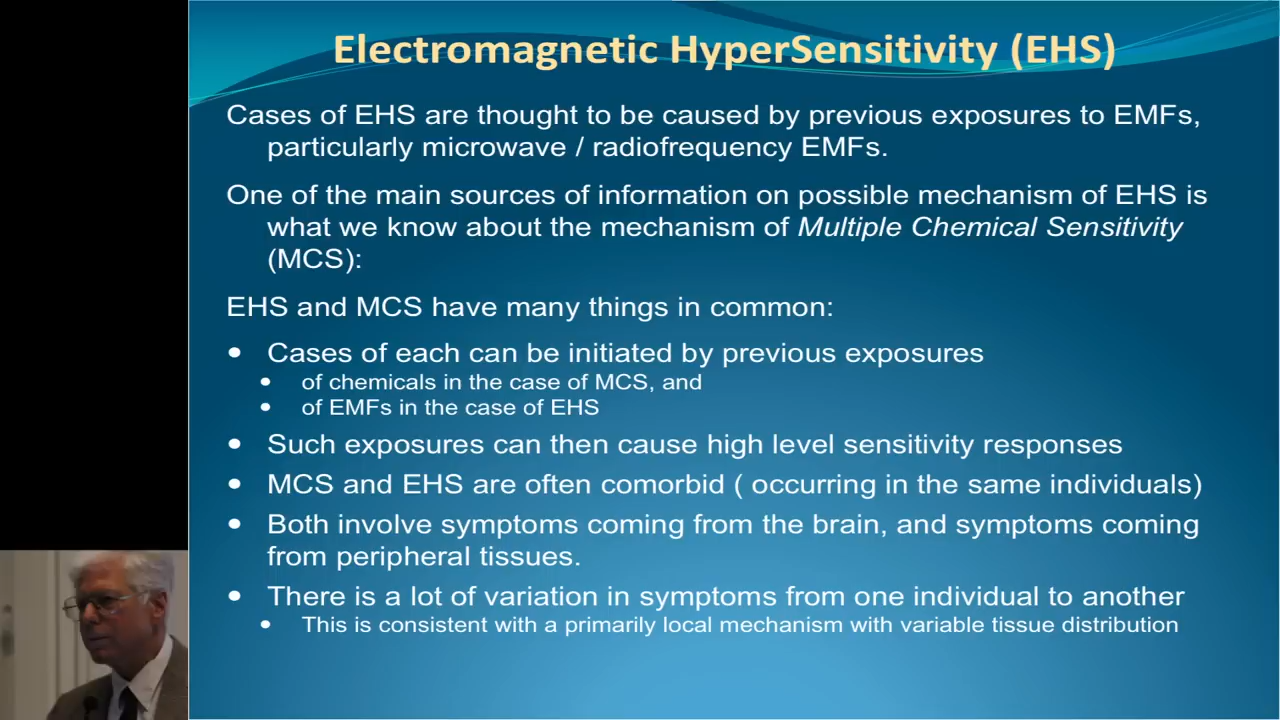 Electromagnetic HyperSensitivity (EHS)
Cases of EHS are thought to be caused by previous exposures to EMFs,
particularly microwave / radiofrequency EMFs.
One of the main sources of information on possible mechanism of EHS is
what we know about the mechanism of Multiple Chemical Sensitivity
(MCS):
EHS and MCS have many things in common:
• Cases of each can be initiated by previous exposures
• of chemicals in the case of MCS, and
• of EMFs in the case of EHS
• Such exposures can then cause high level sensitivity responses
• MCS and EHS are often comorbid ( occurring in the same individuals)
• Both involve symptoms coming from the brain, and symptoms coming
from peripheral tissues.
• There is a lot of variation in symptoms from one individual to another
• This is consistent with a primarily local mechanism with variable tissue distribution